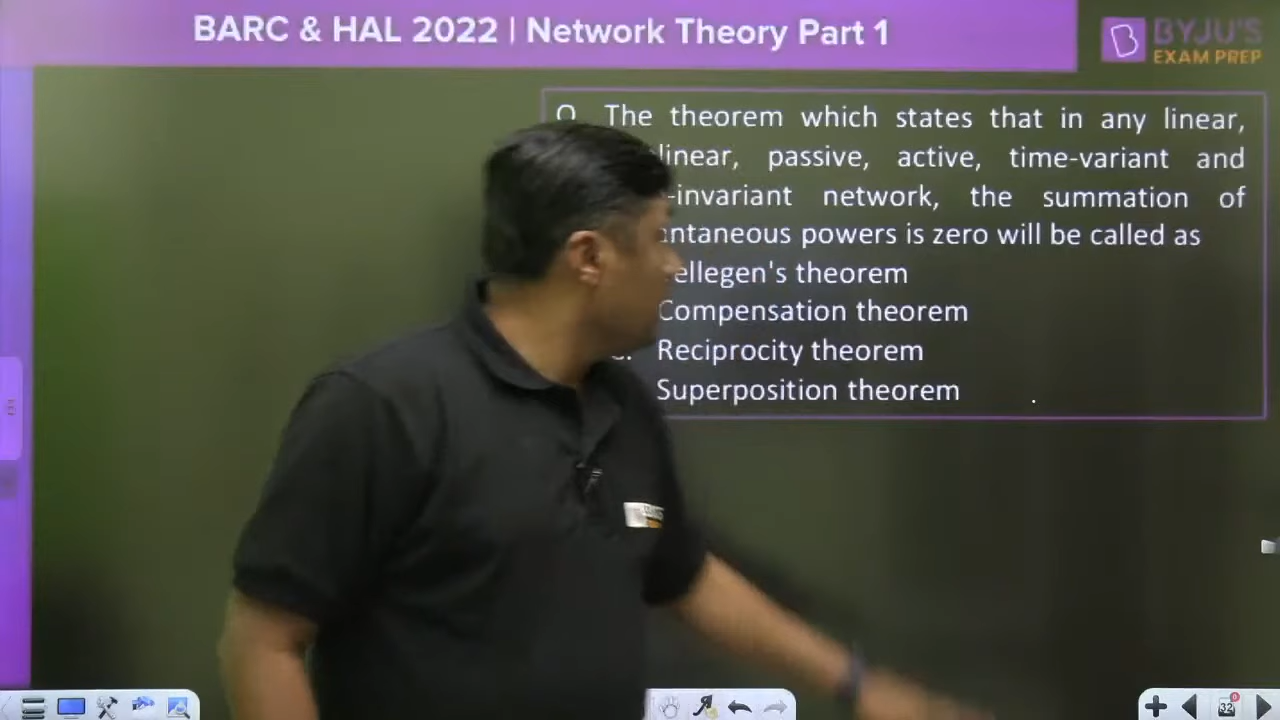 BARC & HAL 2022 | Network Theory Part 1
BYJU'S
EXAM PREP
Q. The theorem which states that in any linear,
linear, passive, active, time-variant and
-invariant network, the summation of
antaneous powers is zero will be called as
ellegen's theorem
Compensation theorem
Reciprocity theorem
Superposition theorem
32